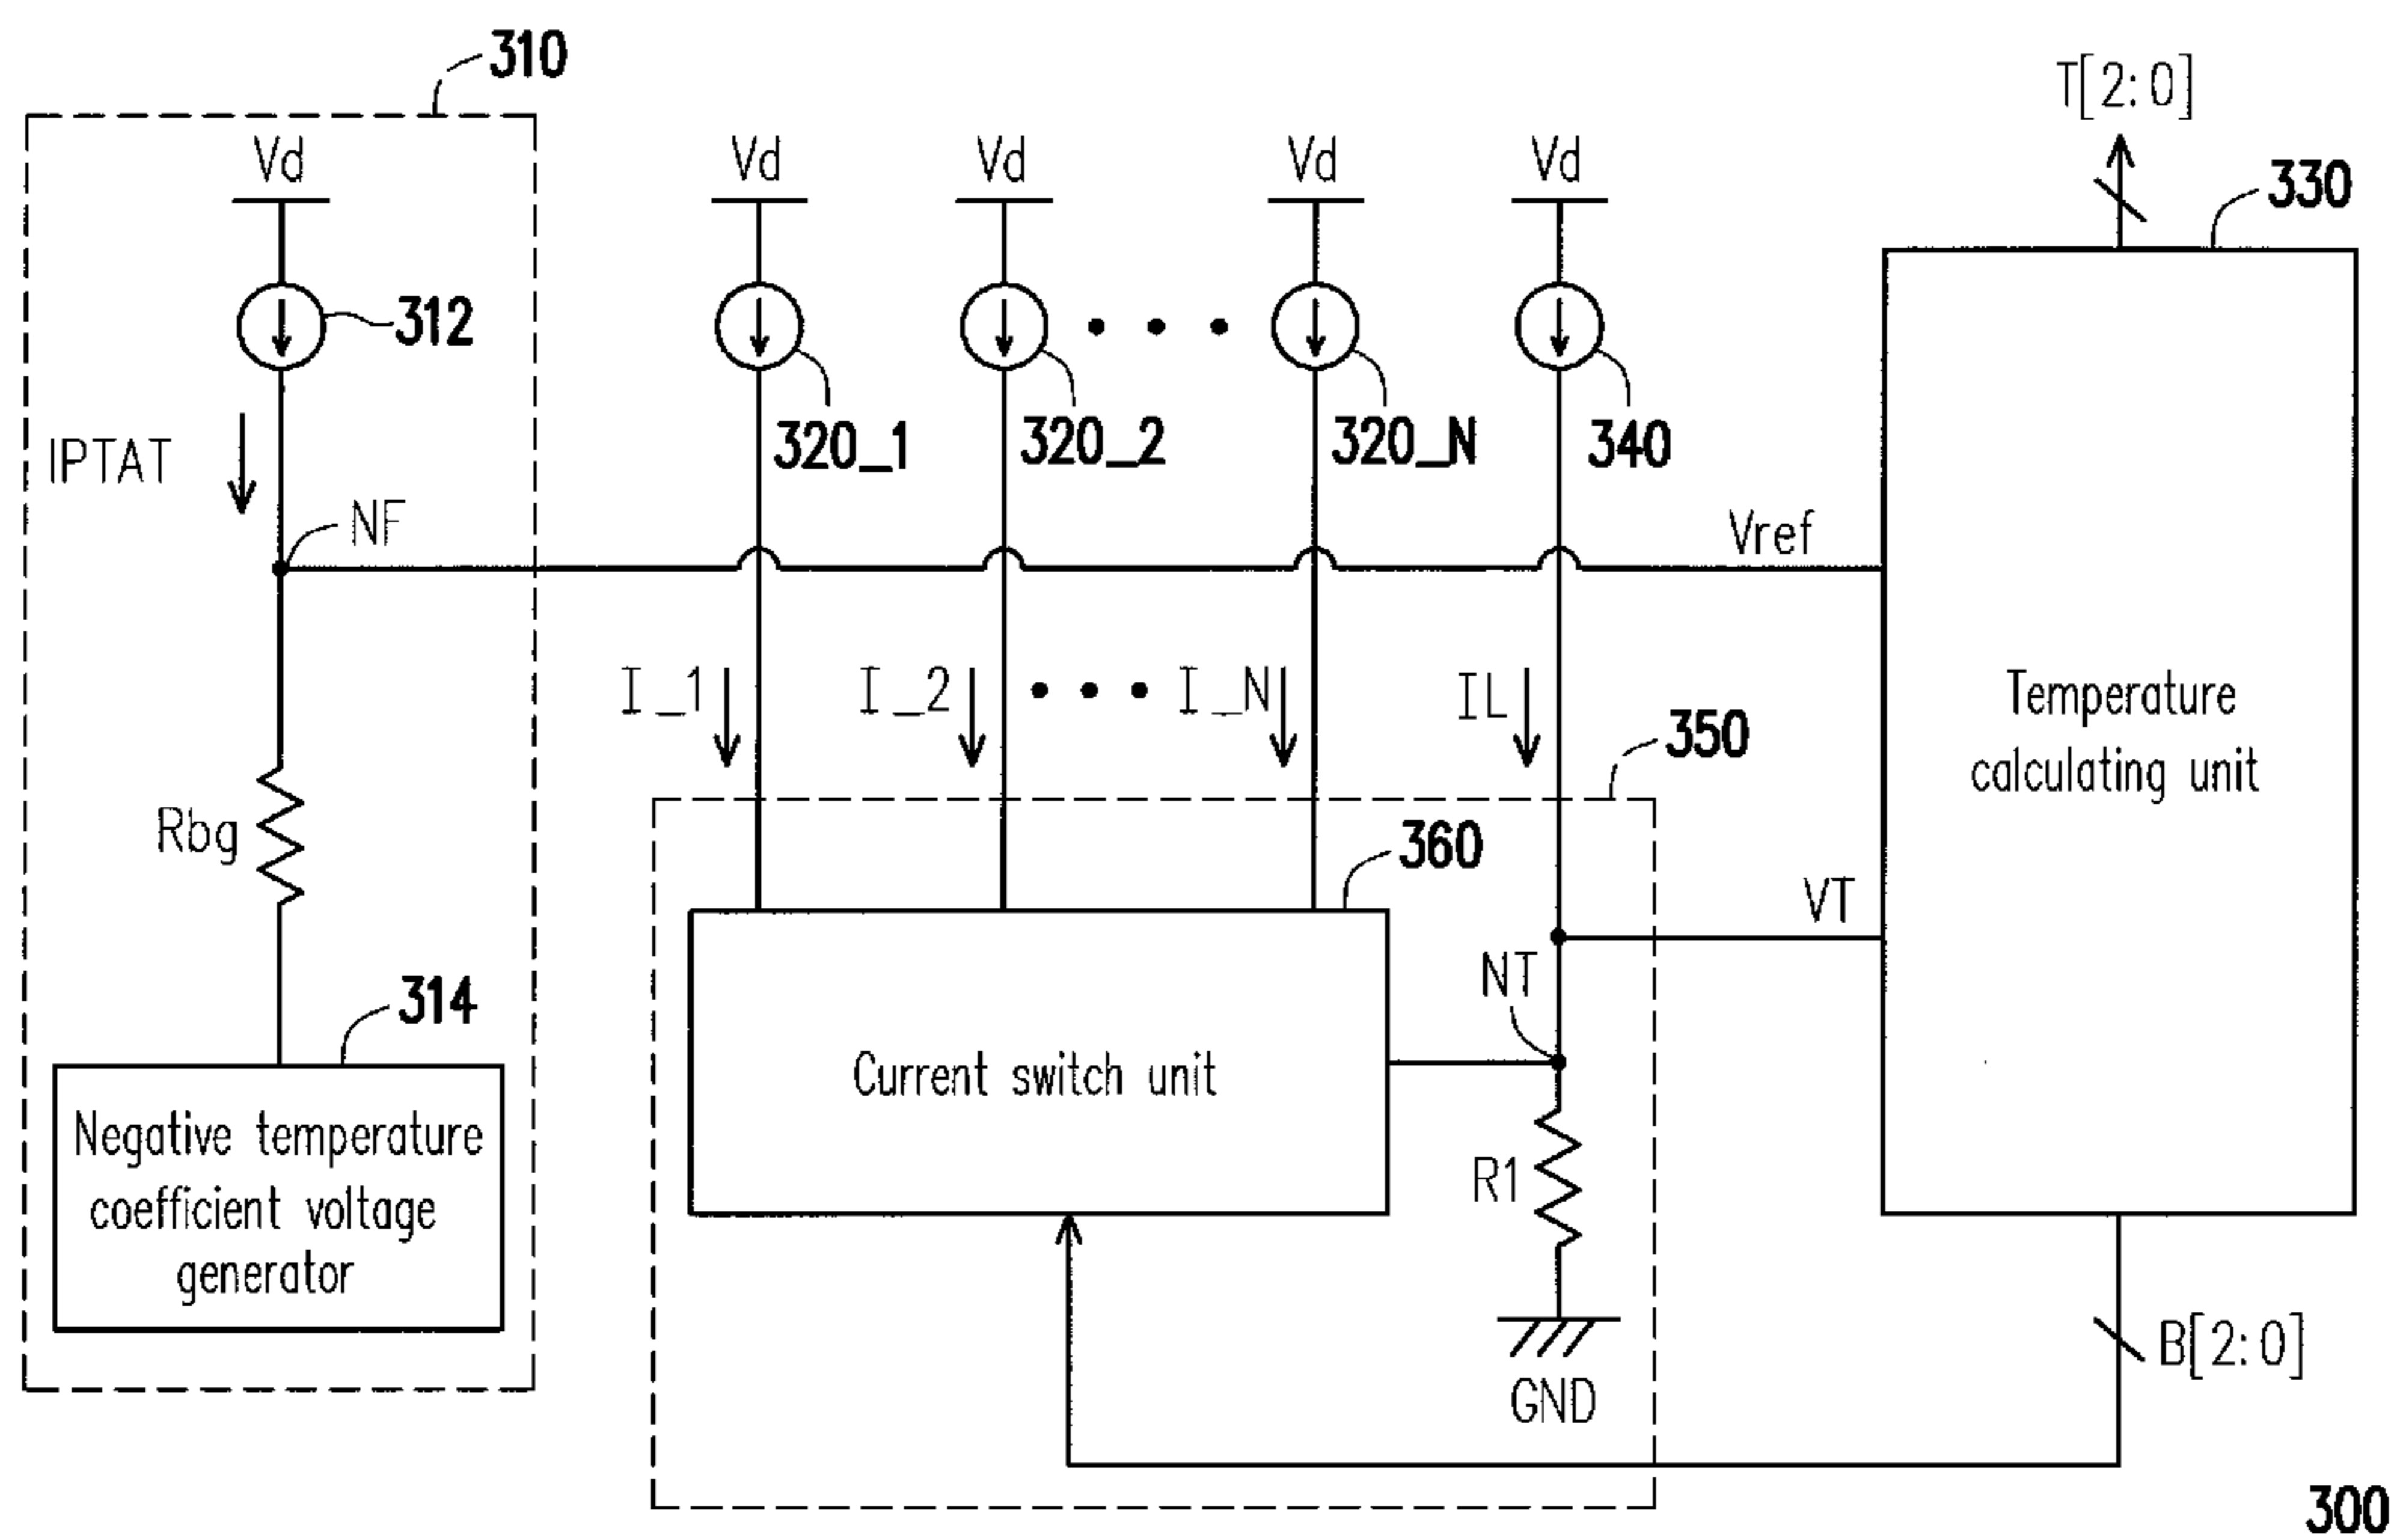 310
T[2:0]
Vd
Vd
Vd
Vd
Vd
330
312
320_1
320_2
320_N
340
IPTAT
NF
Vref
I_1
I_2
I_N
IL
350
Temperature
calculating unit
Rbg
360
VT
314
NT
Current switch unit
Negative temperature
coefficient voltage
generator
R1
GND
B[2:0]
300